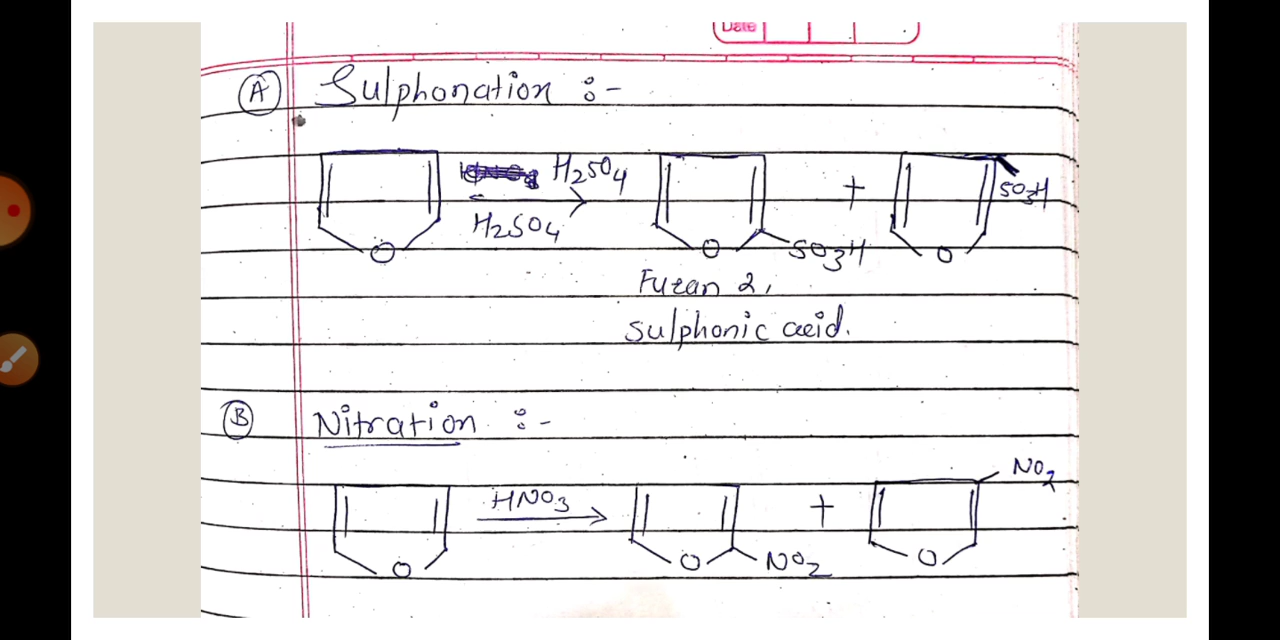 Date
A Sulphonation :-
H2SO4
H2SO4
O
O
SO3H
+
SO3H
O
Furan 2,
sulphonic acid.
B Nitration :-
HNO3
O
O
NO2
+
NO2
O